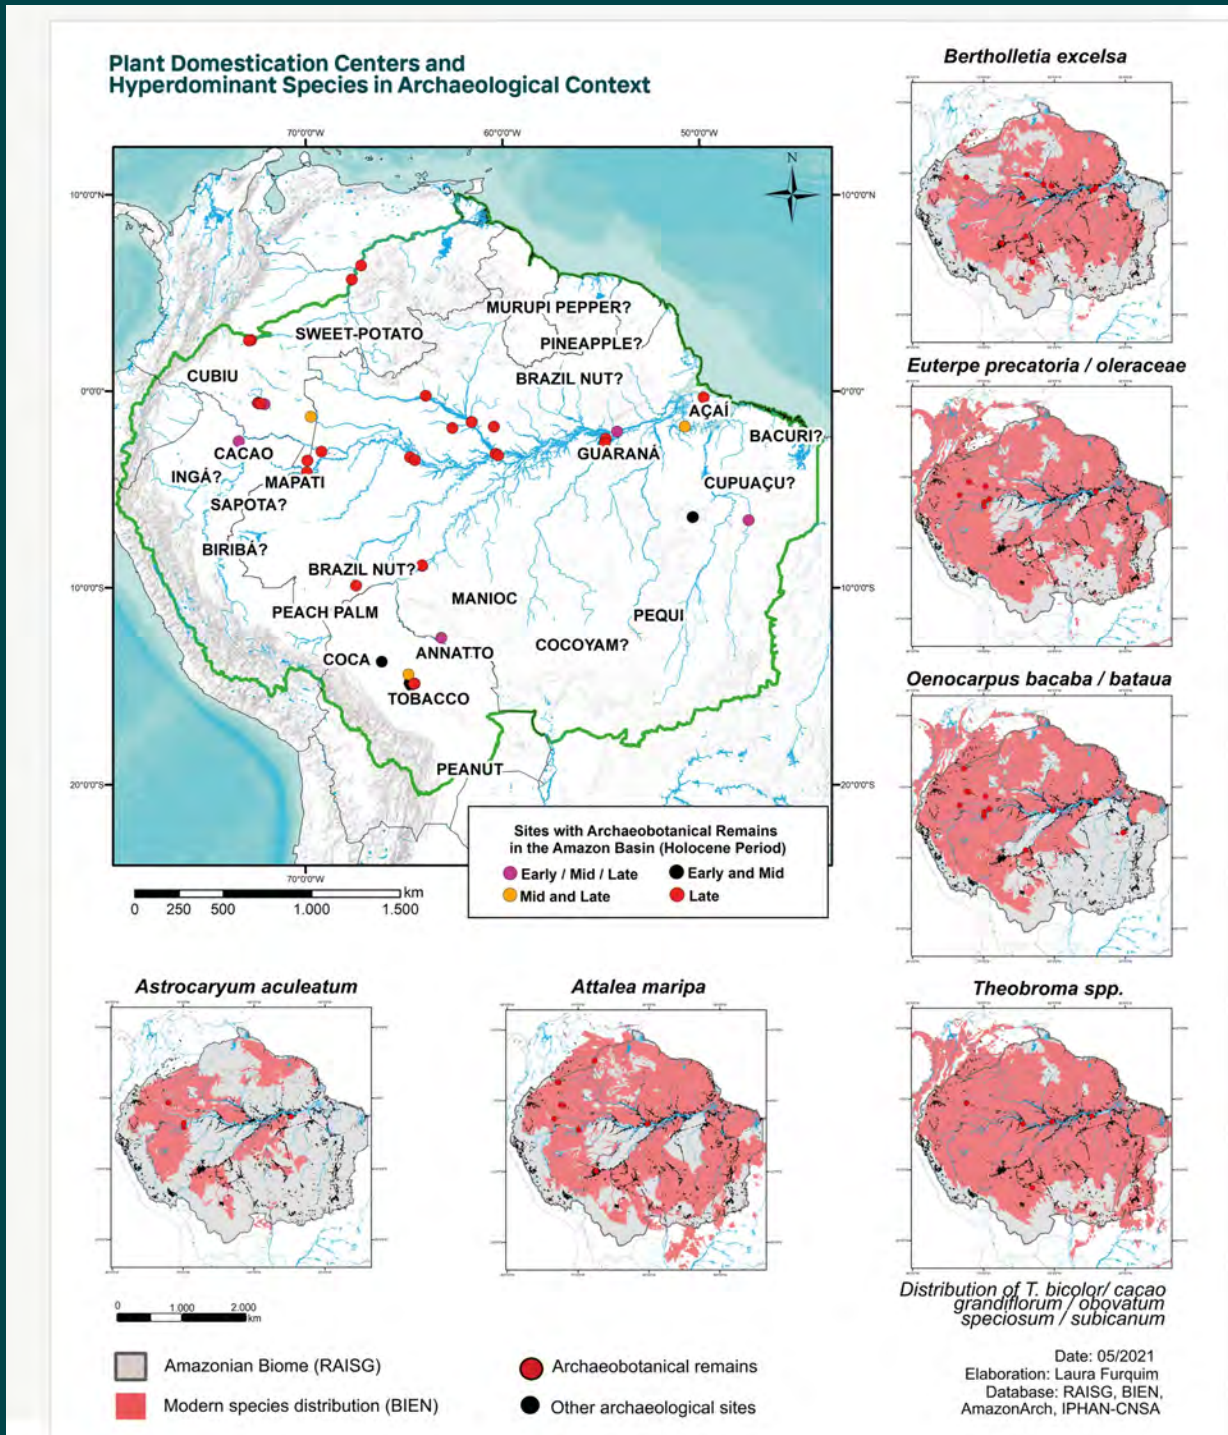 Plant Domestication Centers and
Hyperdominant Species in Archaeological Context
70°0'0"W
60°0'0"W
50°0'0"W
N
10°0'0"N
10°0'0"N
MURUPI PEPPER?
SWEET-POTATO
PINEAPPLE?
CUBIU
BRAZIL NUT?
0°0'0"
0°0'0"
AÇAÍ
BACURI?
CACAO
GUARANÁ
INGÁ?
MAPATI
CUPUAÇU?
SAPOTA?
BIRIBÁ?
BRAZIL NUT?
10°0'0"S
10°0'0"S
MANIOC
PEACH PALM
PEQUI
COCOYAM?
COCA
ANNATTO
TOBACCO
PEANUT
20°0'0"S
20°0'0"S
70°0'0"W
Sites with Archaeobotanical Remains
in the Amazon Basin (Holocene Period)
Early / Mid / Late
Early and Mid
Mid and Late
Late
km
0 250 500 1.000 1.500
Bertholletia excelsa
Euterpe precatoria / oleraceae
Oenocarpus bacaba / bataua
Astrocaryum aculeatum
Attalea maripa
Theobroma spp.
Distribution of T. bicolor/ cacao
grandiflorum / obovatum
speciosum / subicanum
0 1.000 2.000
km
Amazonian Biome (RAISG)
Modern species distribution (BIEN)
Archaeobotanical remains
Other archaeological sites
Date: 05/2021
Elaboration: Laura Furquim
Database: RAISG, BIEN,
AmazonArch, IPHAN-CNSA